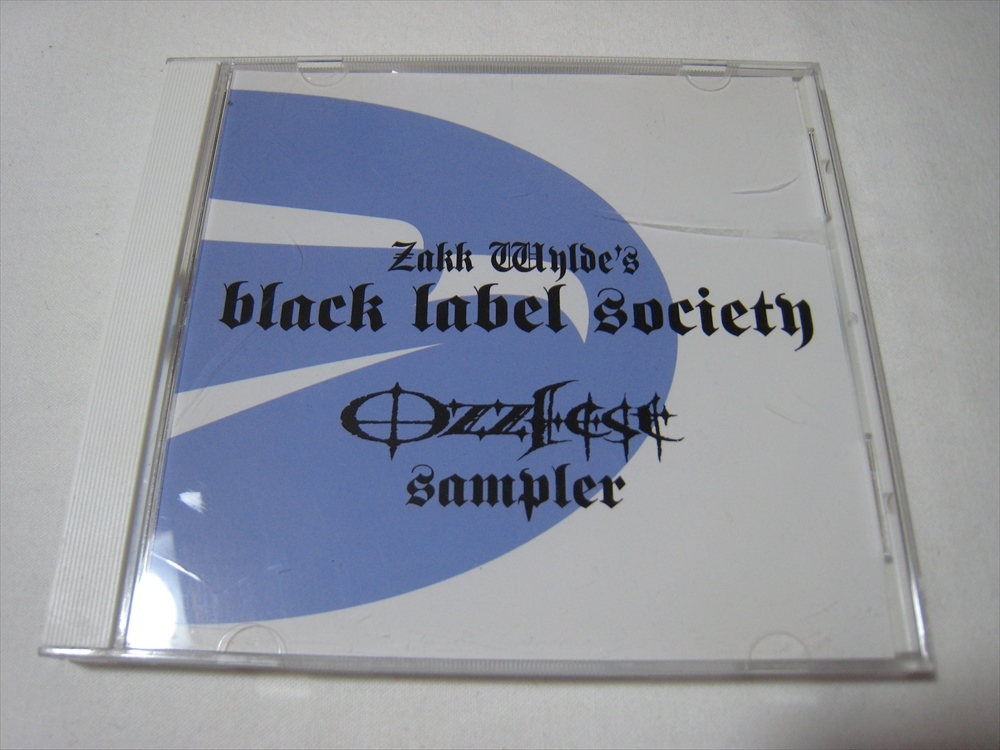 Zakk Wylde's
black label society
Ozzfest
sampler